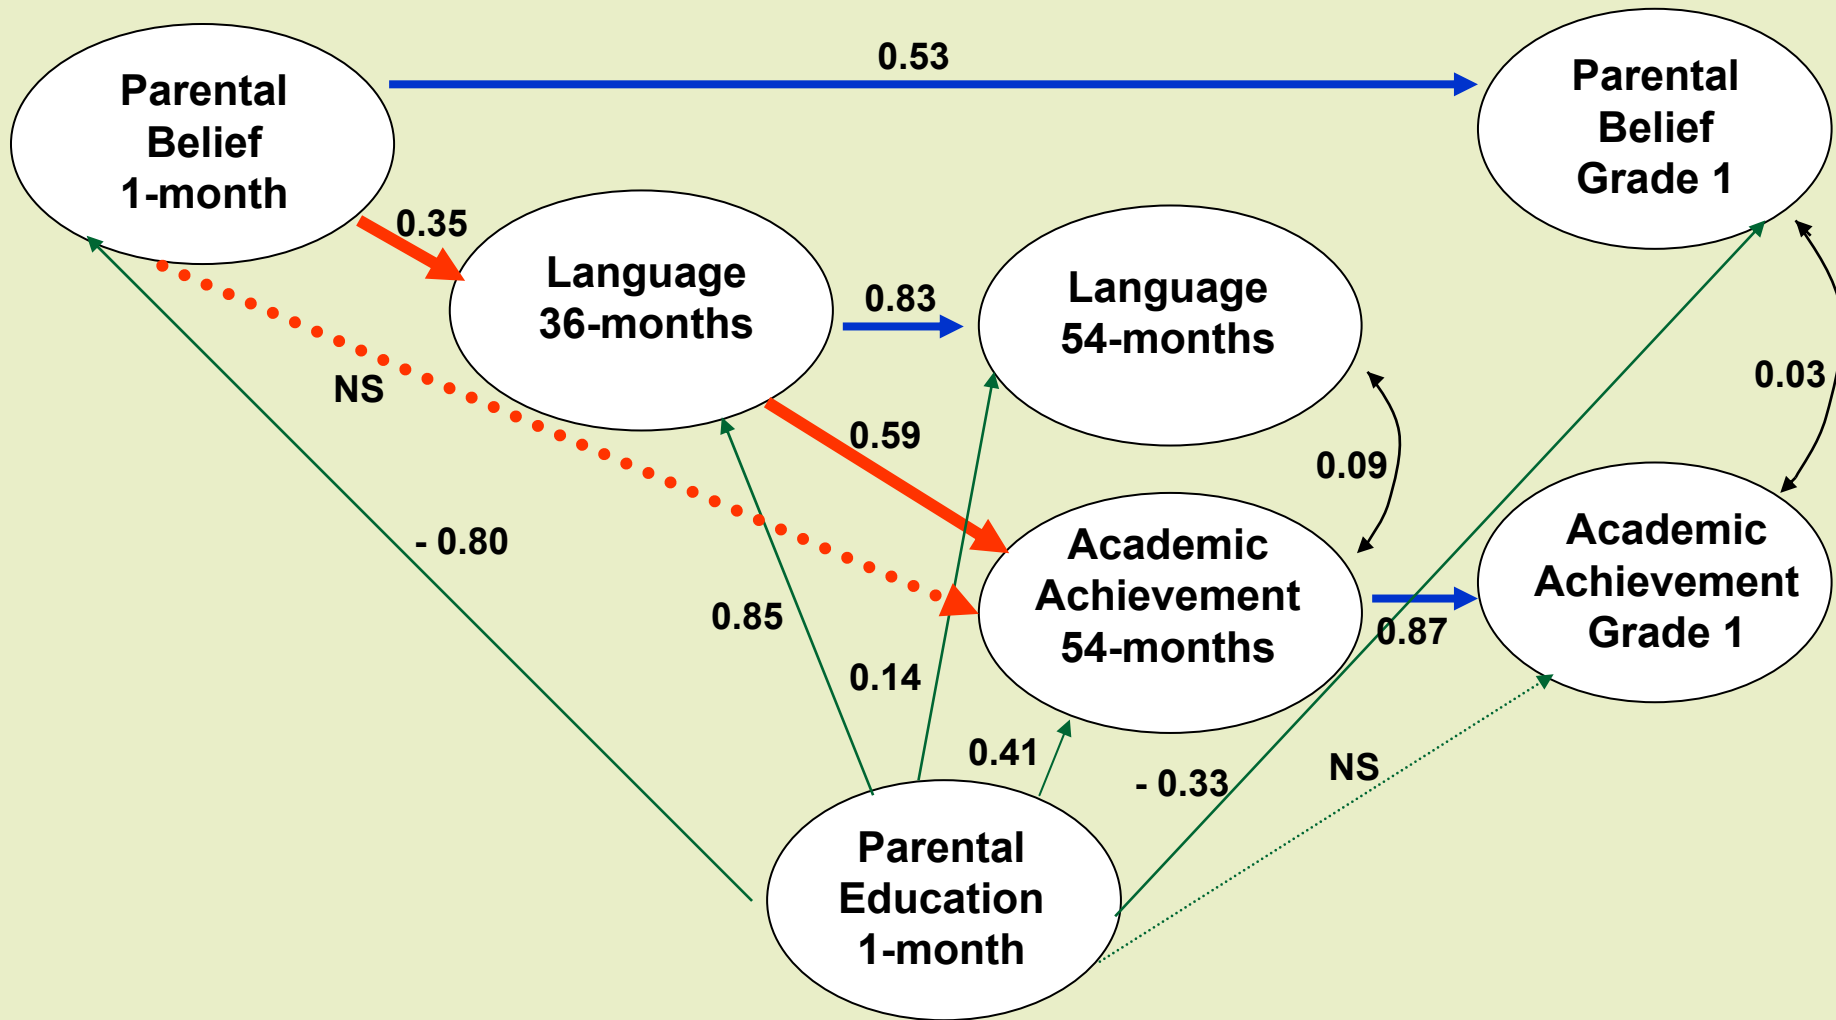 Parental
Belief
1-month
0.53
Parental
Belief
Grade 1
0.35
Language
36-months
0.83
Language
54-months
NS
0.59
0.03
0.09
- 0.80
Academic
Achievement
54-months
0.87
Academic
Achievement
Grade 1
0.85
0.14
0.41
- 0.33
NS
Parental
Education
1-month